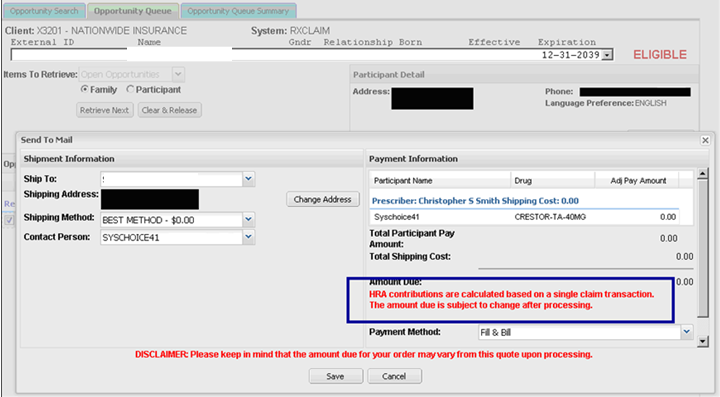 Opportunity Search Opportunity Queue Opportunity Queue Summary
Client: X3201 - NATIONWIDE INSURANCE System: RXCLAIM
External ID Name Gndr Relationship Born Effective Expiration
12-31-2039 ELIGIBLE
Items To Retrieve: Open Opportunities
Family Participant
Retrieve Next Clear & Release
Participant Detail
Address: Phone:
Language Preference: ENGLISH
Send To Mail
Shipment Information
Ship To:
Shipping Address:
Change Address
Shipping Method: BEST METHOD - $0.00
Contact Person: SYSCHOICE41
Payment Information
Participant Name Drug Adj Pay Amount
Prescriber: Christopher S Smith Shipping Cost: 0.00
Syschoice41 CRESTOR-TA-40MG 0.00
Total Participant Pay Amount: 0.00
Total Shipping Cost: 0.00
Amount Due: 0.00
HRA contributions are calculated based on a single claim transaction.
The amount due is subject to change after processing.
Payment Method: Fill & Bill
DISCLAIMER: Please keep in mind that the amount due for your order may vary from this quote upon processing.
Save Cancel